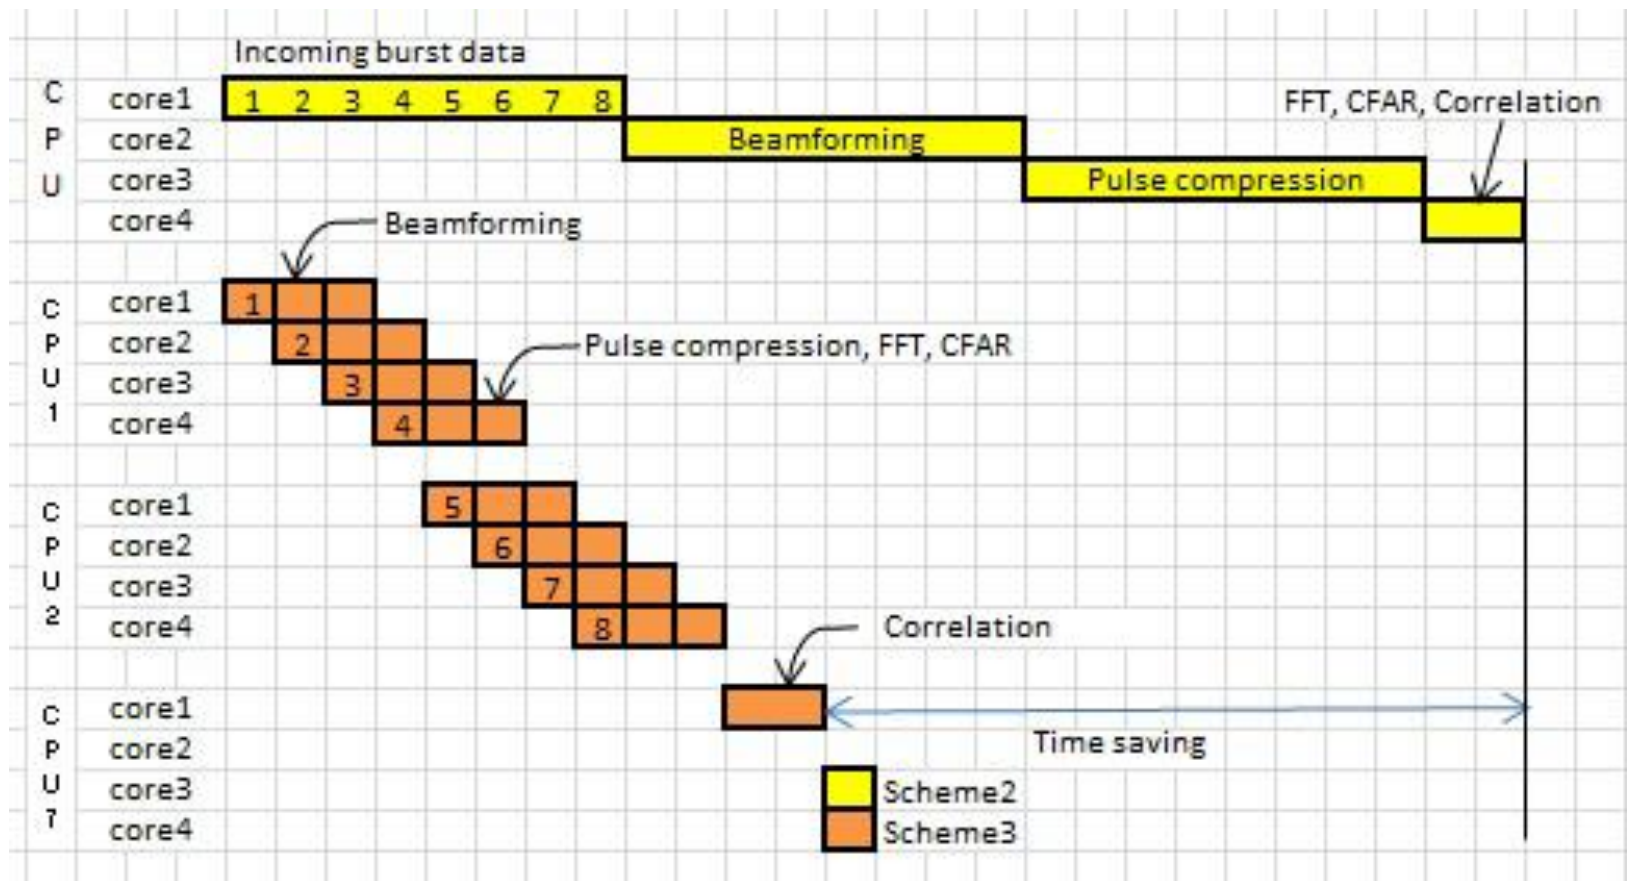 Incoming burst data
C
P
U
core1 1 2 3 4 5 6 7 8
FFT, CFAR, Correlation
core2 Beamforming
core3 Pulse compression
core4
Beamforming
C
P
U
1
core1 1
core2 2
Pulse compression, FFT, CFAR
core3 3
core4 4
C
P
U
2
core1 5
core2 6
core3 7
core4 8
Correlation
C
P
U
7
core1
core2
Time saving
core3
Scheme2
core4
Scheme3